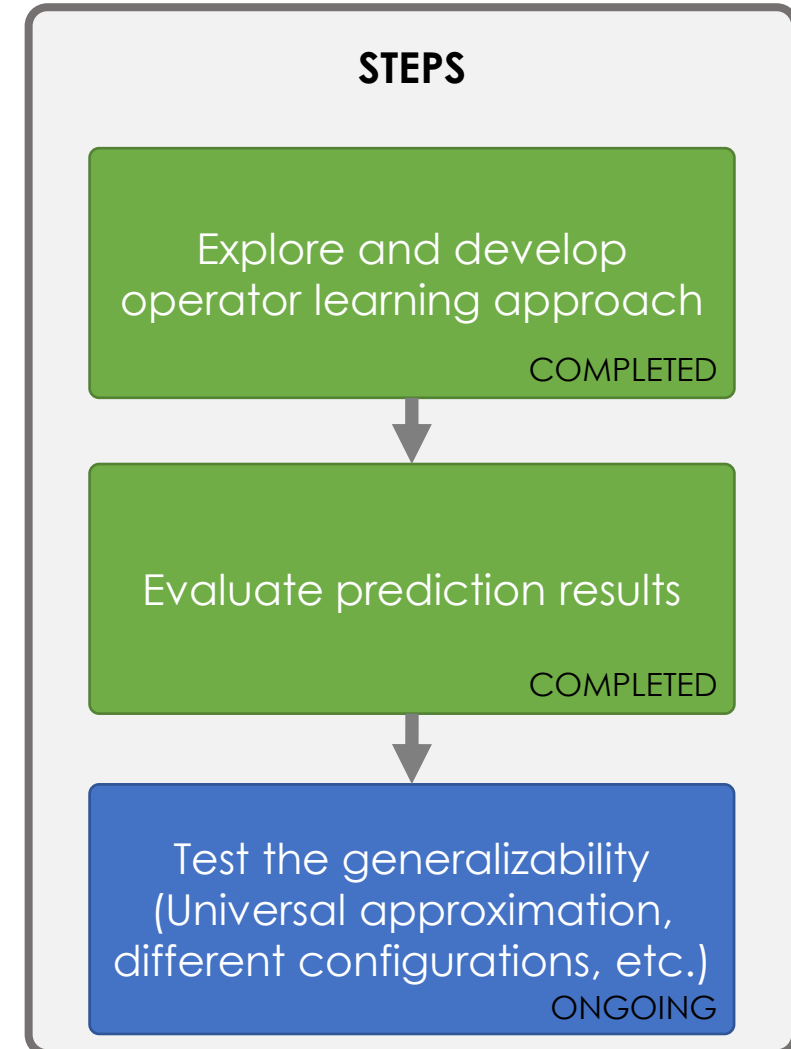 STEPS
Explore and develop
operator learning approach
COMPLETED
Evaluate prediction results
COMPLETED
Test the generalizability
(Universal approximation,
different configurations, etc.)
ONGOING